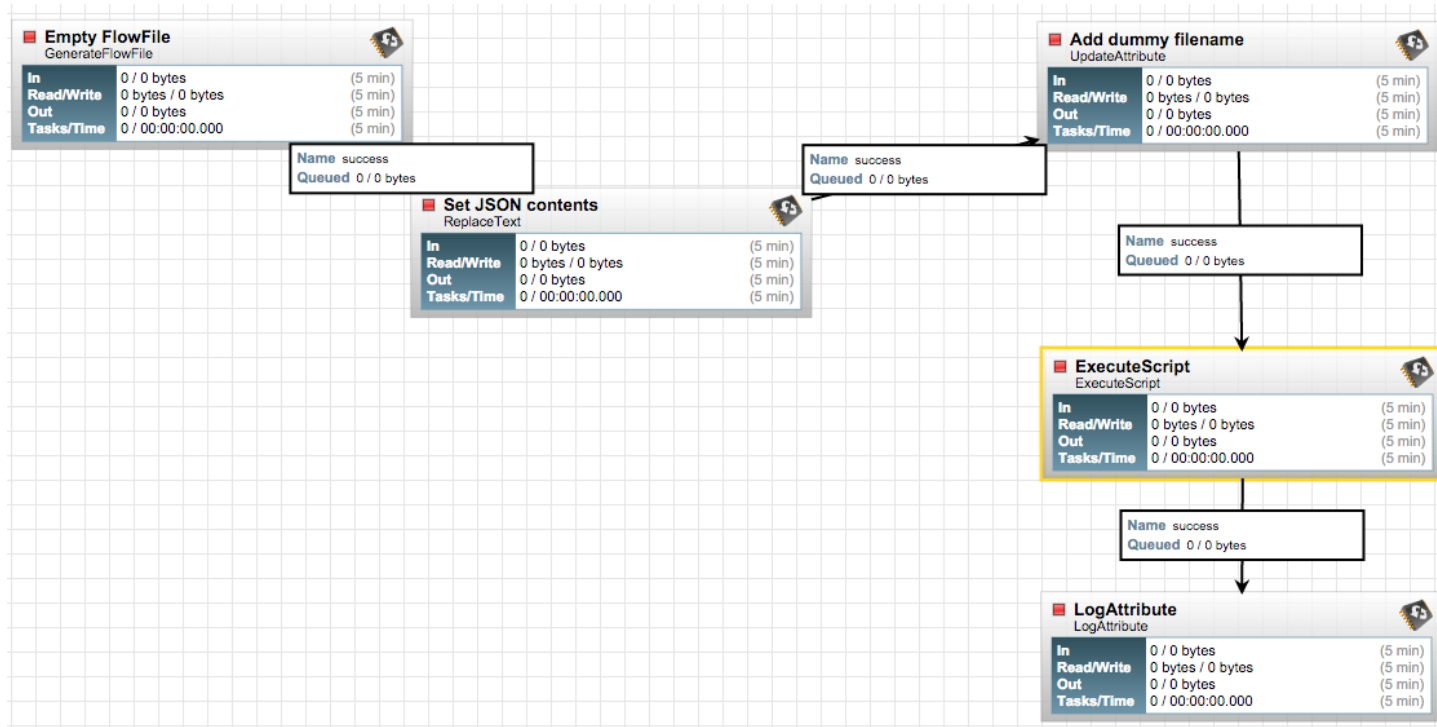 Empty FlowFile
GenerateFlowFile
In 0 / 0 bytes (5 min)
Read/Write 0 bytes / 0 bytes (5 min)
Out 0 / 0 bytes (5 min)
Tasks/Time 0 / 00:00:00.000 (5 min)
Name success
Queued 0 / 0 bytes
Set JSON contents
ReplaceText
In 0 / 0 bytes (5 min)
Read/Write 0 bytes / 0 bytes (5 min)
Out 0 / 0 bytes (5 min)
Tasks/Time 0 / 00:00:00.000 (5 min)
Name success
Queued 0 / 0 bytes
Add dummy filename
UpdateAttribute
In 0 / 0 bytes (5 min)
Read/Write 0 bytes / 0 bytes (5 min)
Out 0 / 0 bytes (5 min)
Tasks/Time 0 / 00:00:00.000 (5 min)
Name success
Queued 0 / 0 bytes
ExecuteScript
ExecuteScript
In 0 / 0 bytes (5 min)
Read/Write 0 bytes / 0 bytes (5 min)
Out 0 / 0 bytes (5 min)
Tasks/Time 0 / 00:00:00.000 (5 min)
Name success
Queued 0 / 0 bytes
LogAttribute
LogAttribute
In 0 / 0 bytes (5 min)
Read/Write 0 bytes / 0 bytes (5 min)
Out 0 / 0 bytes (5 min)
Tasks/Time 0 / 00:00:00.000 (5 min)